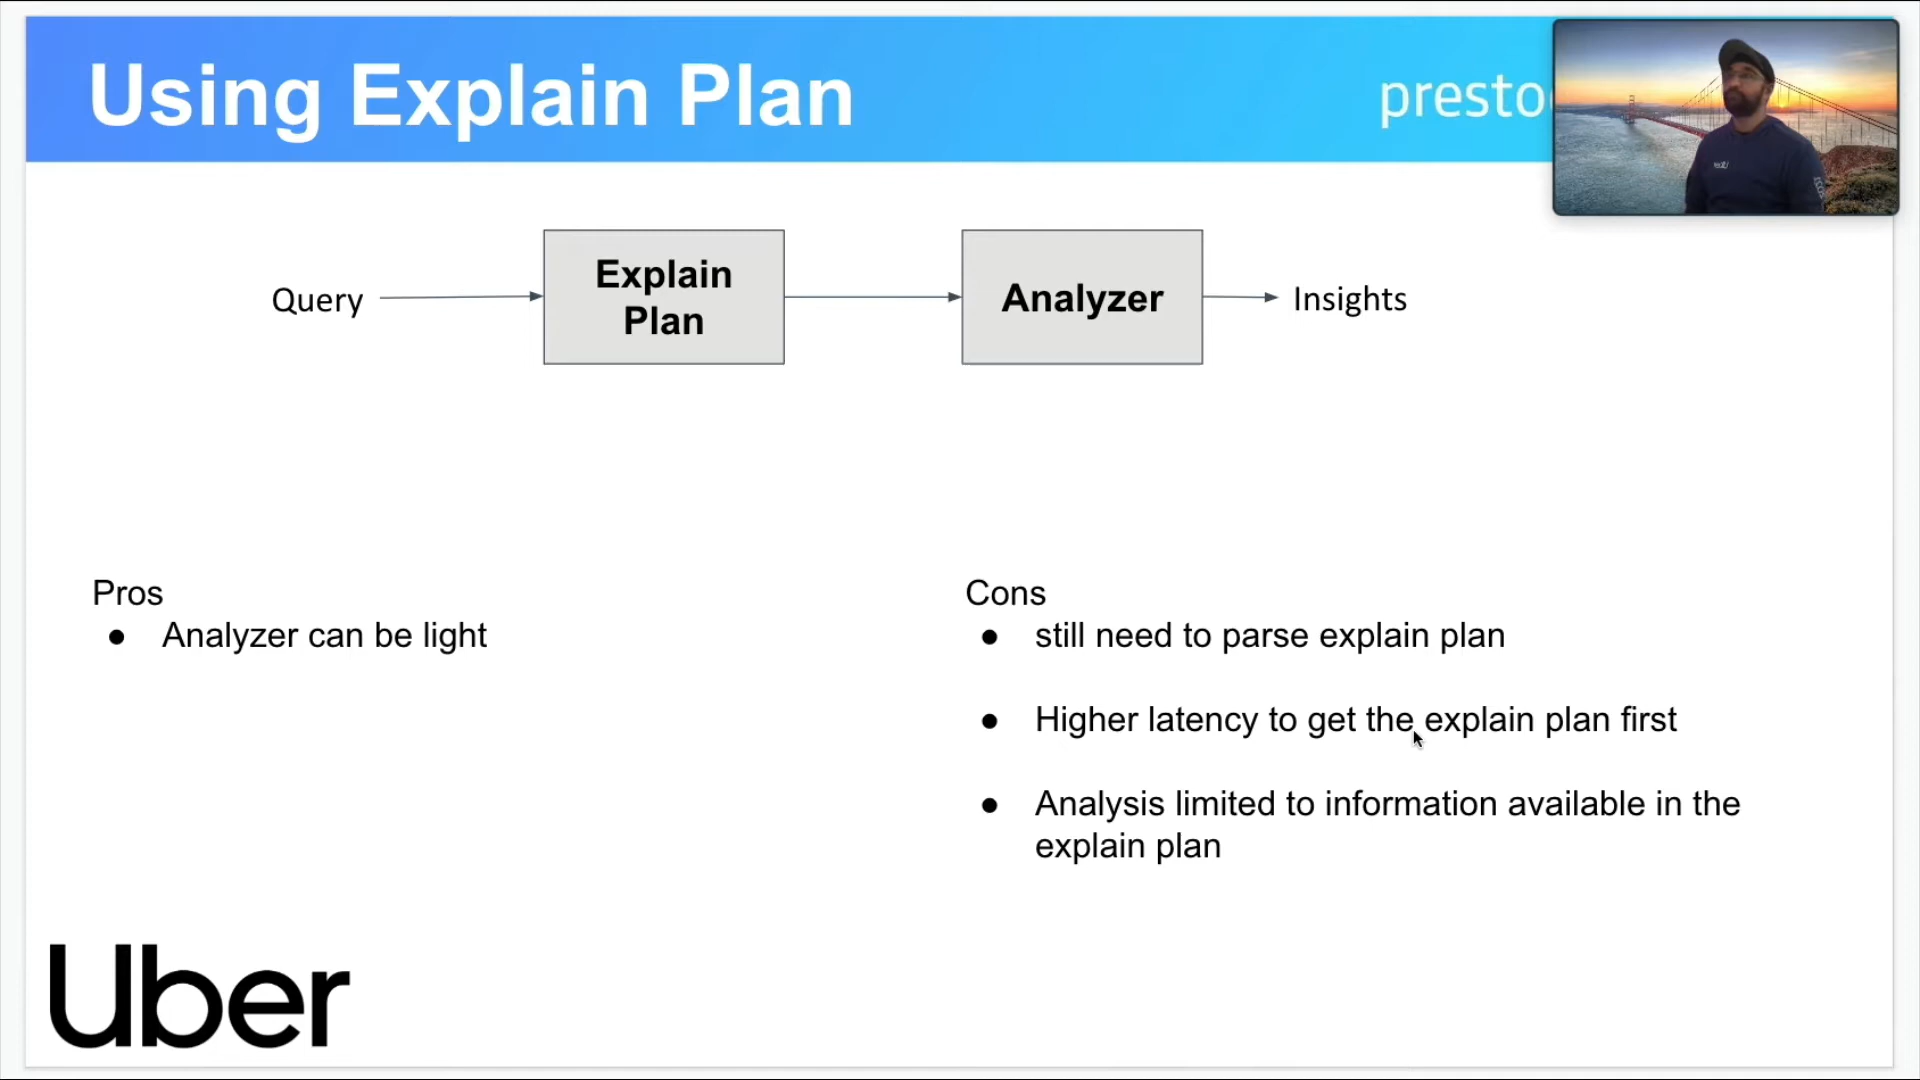 Using Explain Plan
presto
Query
Explain
Plan
Analyzer
Insights
Pros
● Analyzer can be light
Cons
● still need to parse explain plan
● Higher latency to get the explain plan first
● Analysis limited to information available in the
explain plan
Uber